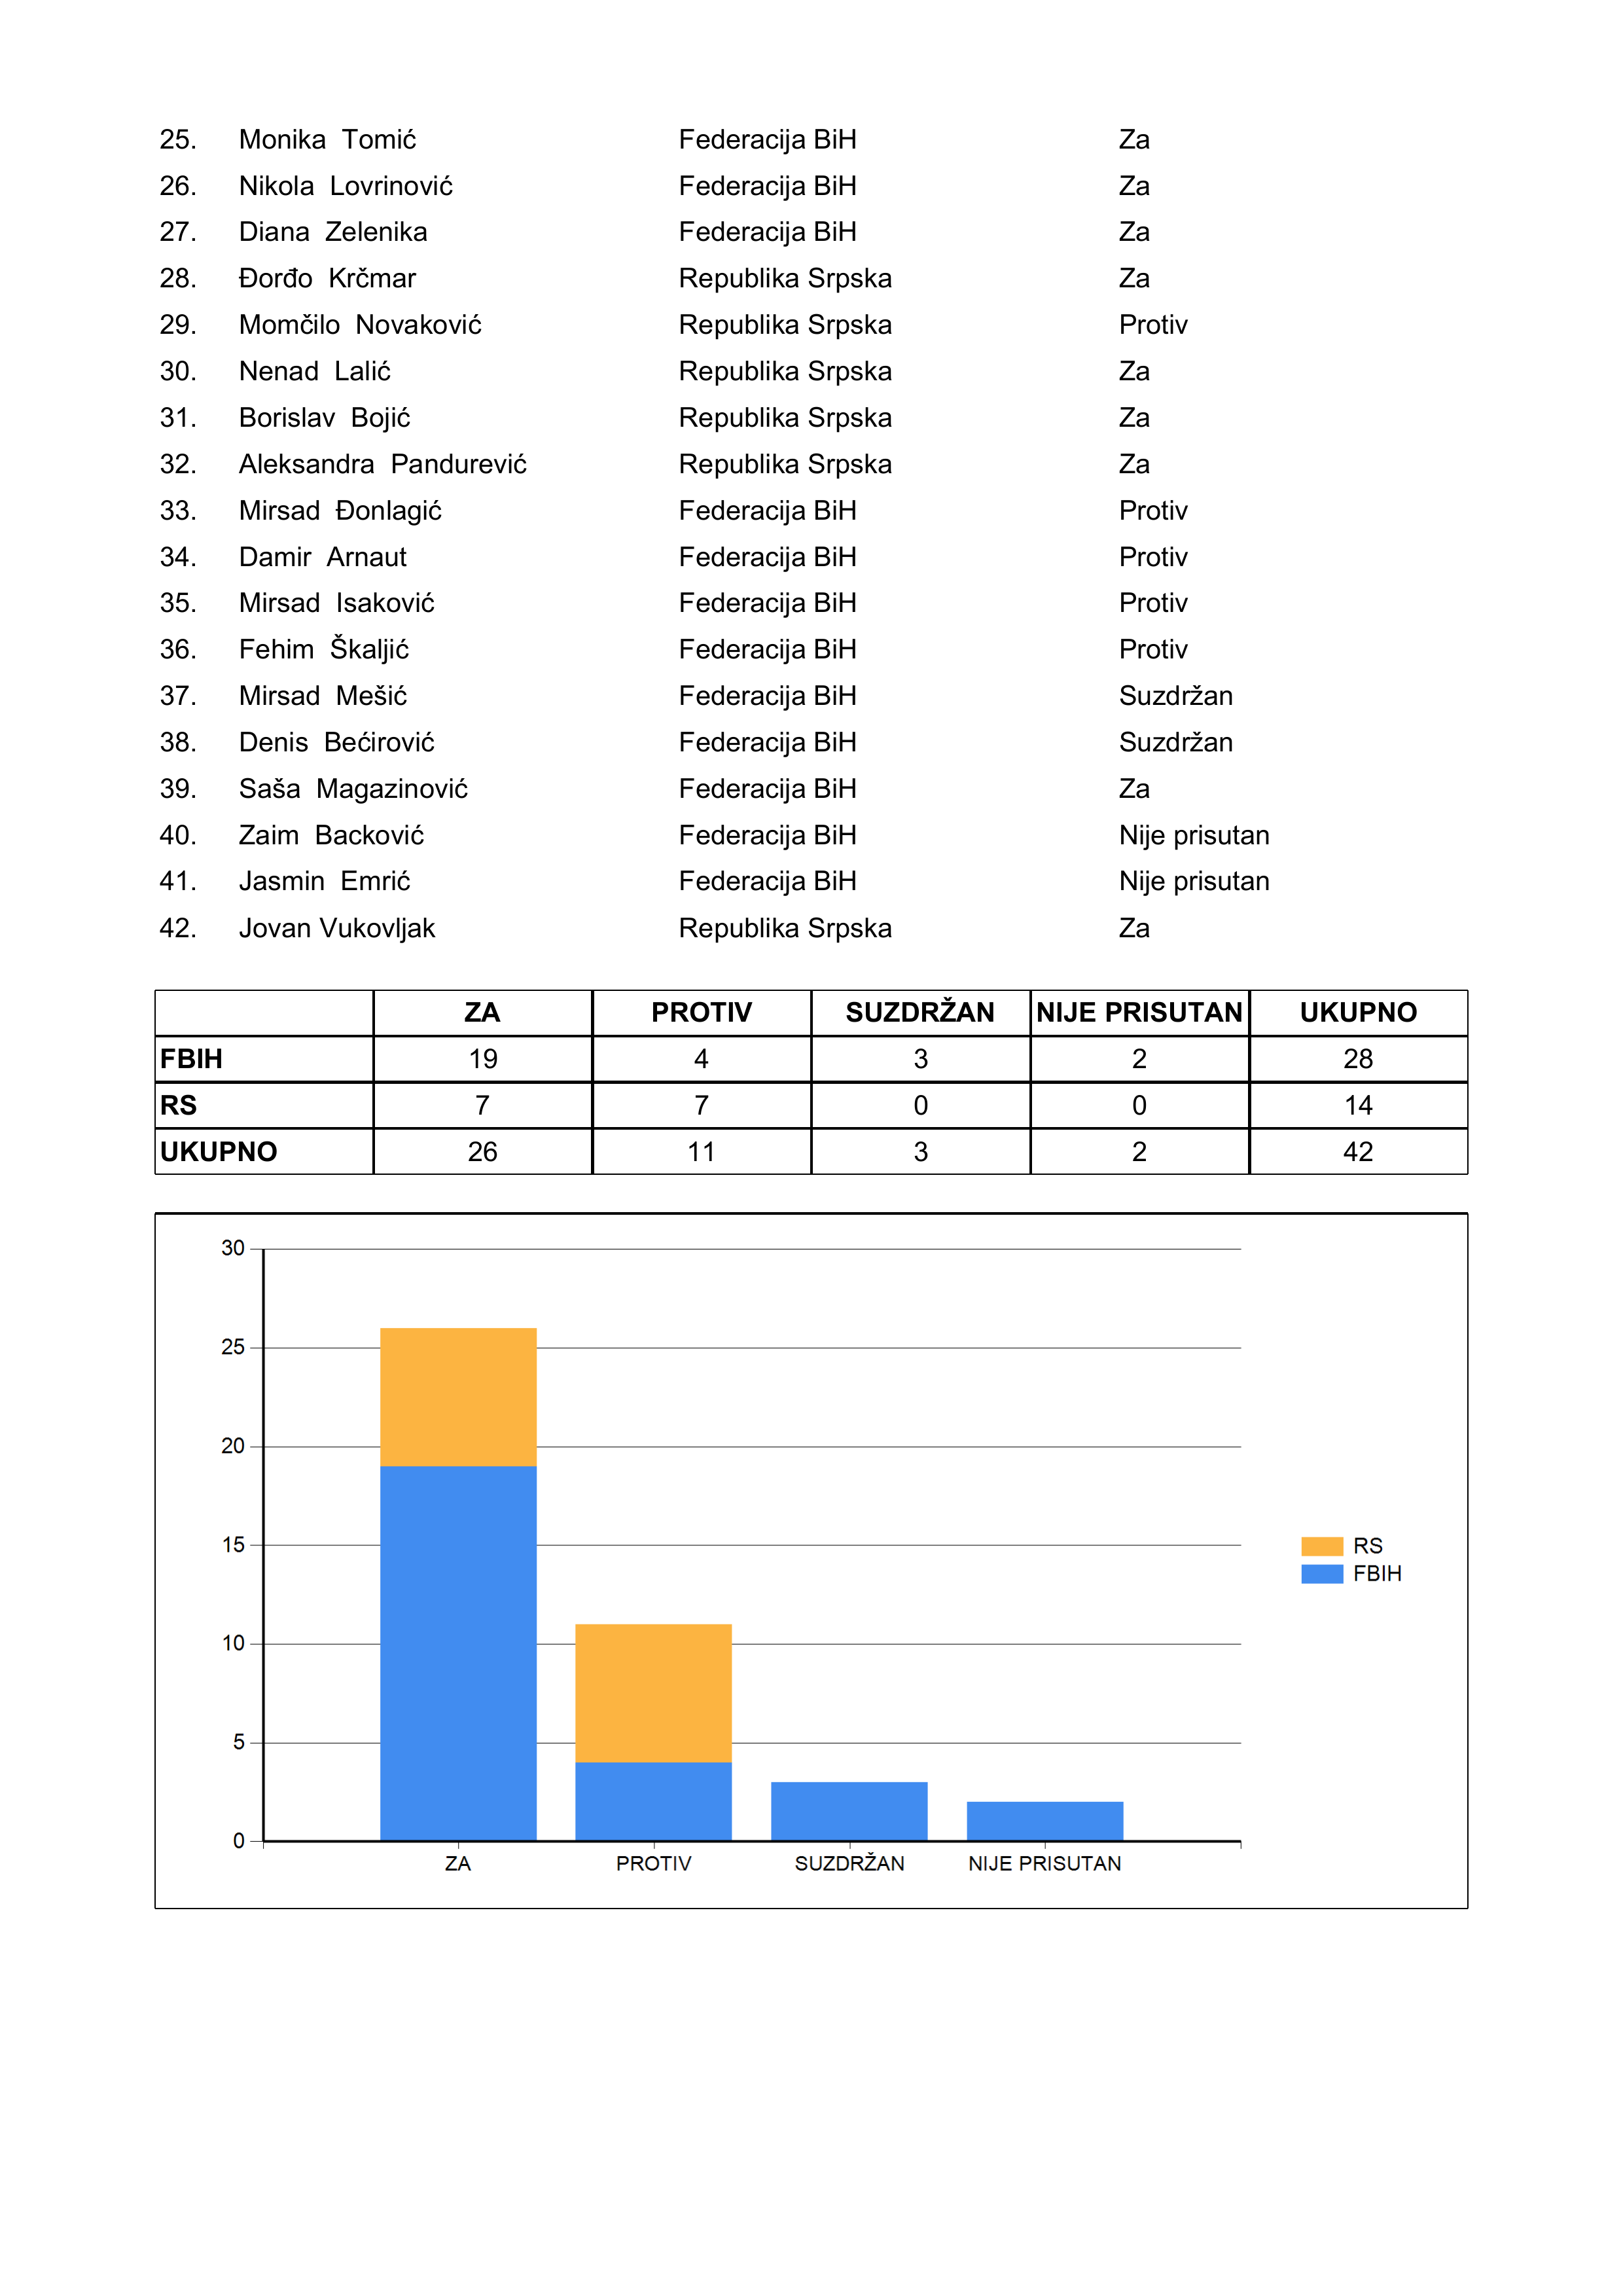 25. Monika Tomić Federacija BiH Za
26. Nikola Lovrinović Federacija BiH Za
27. Diana Zelenika Federacija BiH Za
28. Đorđo Krčmar Republika Srpska Za
29. Momčilo Novaković Republika Srpska Protiv
30. Nenad Lalić Republika Srpska Za
31. Borislav Bojić Republika Srpska Za
32. Aleksandra Pandurević Republika Srpska Za
33. Mirsad Đonlagić Federacija BiH Protiv
34. Damir Arnaut Federacija BiH Protiv
35. Mirsad Isaković Federacija BiH Protiv
36. Fehim Škaljić Federacija BiH Protiv
37. Mirsad Mešić Federacija BiH Suzdržan
38. Denis Bećirović Federacija BiH Suzdržan
39. Saša Magazinović Federacija BiH Za
40. Zaim Backović Federacija BiH Nije prisutan
41. Jasmin Emrić Federacija BiH Nije prisutan
42. Jovan Vukovljak Republika Srpska Za
ZA PROTIV SUZDRŽAN NIJE PRISUTAN UKUPNO
FBIH 19 4 3 2 28
RS 7 7 0 0 14
UKUPNO 26 11 3 2 42
30
25
20
15
10
5
0
ZA PROTIV SUZDRŽAN NIJE PRISUTAN
RS
FBIH